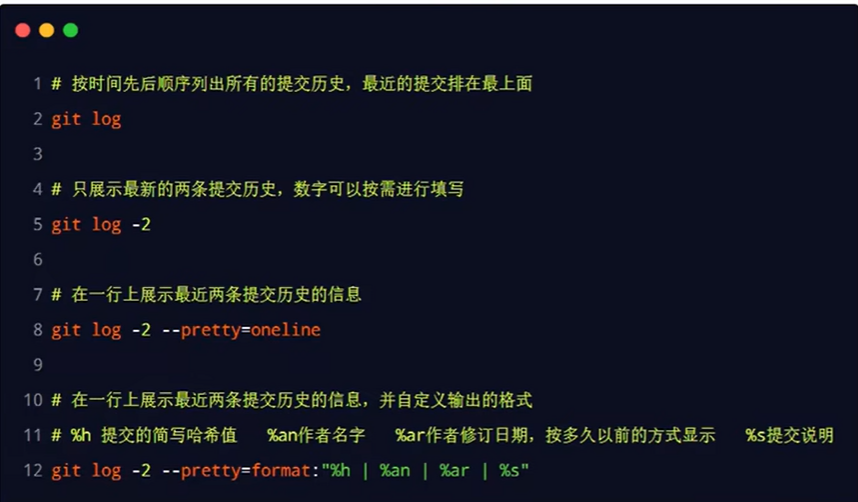 1 # 按时间先后顺序列出所有的提交历史，最近的提交排在最上面
2 git log
3
4 # 只展示最新的两条提交历史，数字可以按需进行填写
5 git log -2
6
7 # 在一行上展示最近两条提交历史的信息
8 git log -2 --pretty=oneline
9
10 # 在一行上展示最近两条提交历史的信息，并自定义输出的格式
11 # %h 提交的简写哈希值   %an作者名字   %ar作者修订日期，按多久以前的方式显示   %s提交说明
12 git log -2 --pretty=format:"%h | %an | %ar | %s"